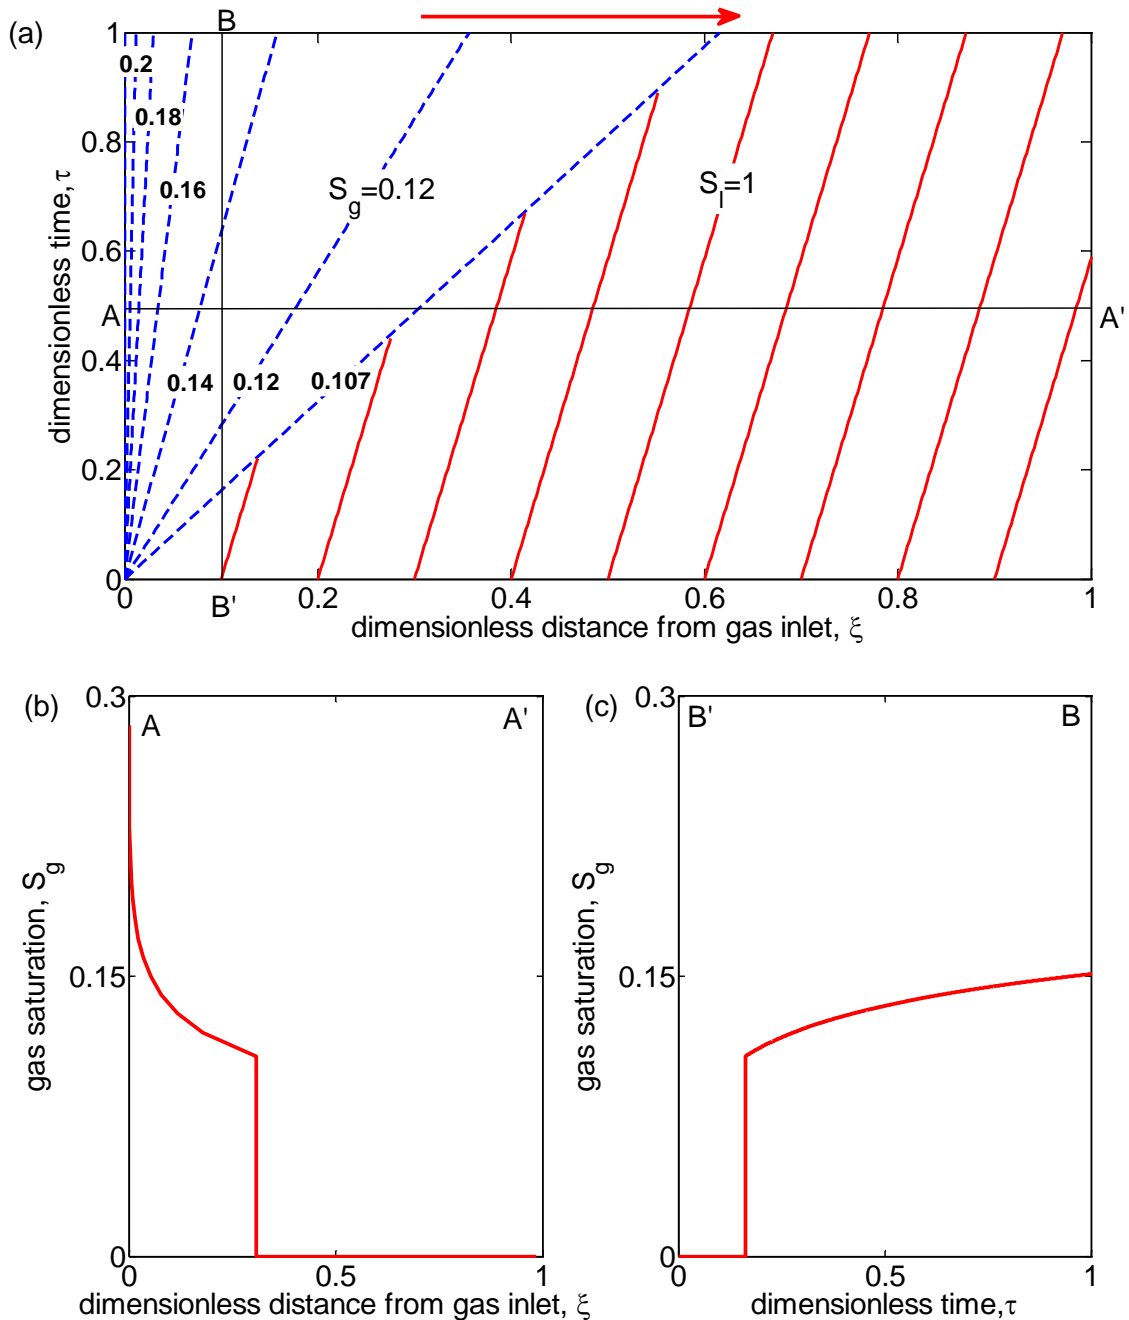 (a)
B
1
0.2
0.18
0.8
0.16
S_g=0.12
S_l=1
0.6
A
A'
0.4
0.14
0.12
0.107
0.2
0
dimensionless time, τ
0
B'
0.2
0.4
0.6
0.8
1
dimensionless distance from gas inlet, ξ
(b)
0.3
A
A'
0.15
0
gas saturation, S_g
0
0.5
1
dimensionless distance from gas inlet, ξ
(c)
0.3
B'
B
0.15
0
gas saturation, S_g
0
0.5
1
dimensionless time,τ